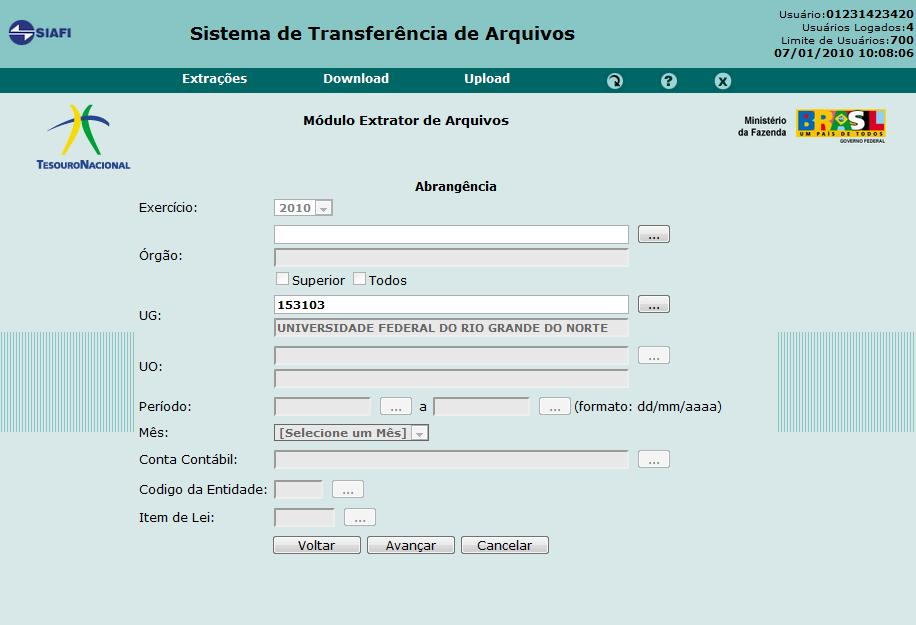 SIAFI
Sistema de Transferência de Arquivos
Usuário:01231423420
Usuários Logados:4
Limite de Usuários:700
07/01/2010 10:08:06
Extrações Download Upload ? X
TESOURONACIONAL
Módulo Extrator de Arquivos
Ministério
da Fazenda
BRASIL
UM PAÍS DE TODOS
GOVERNO FEDERAL
Abrangência
Exercício: 2010
...
Órgão:
Superior Todos
UG:
153103 ...
UNIVERSIDADE FEDERAL DO RIO GRANDE DO NORTE
UO:
...
Período: ... a ... (formato: dd/mm/aaaa)
Mês: [Selecione um Mês]
Conta Contábil: ...
Codigo da Entidade: ...
Item de Lei: ...
Voltar Avançar Cancelar